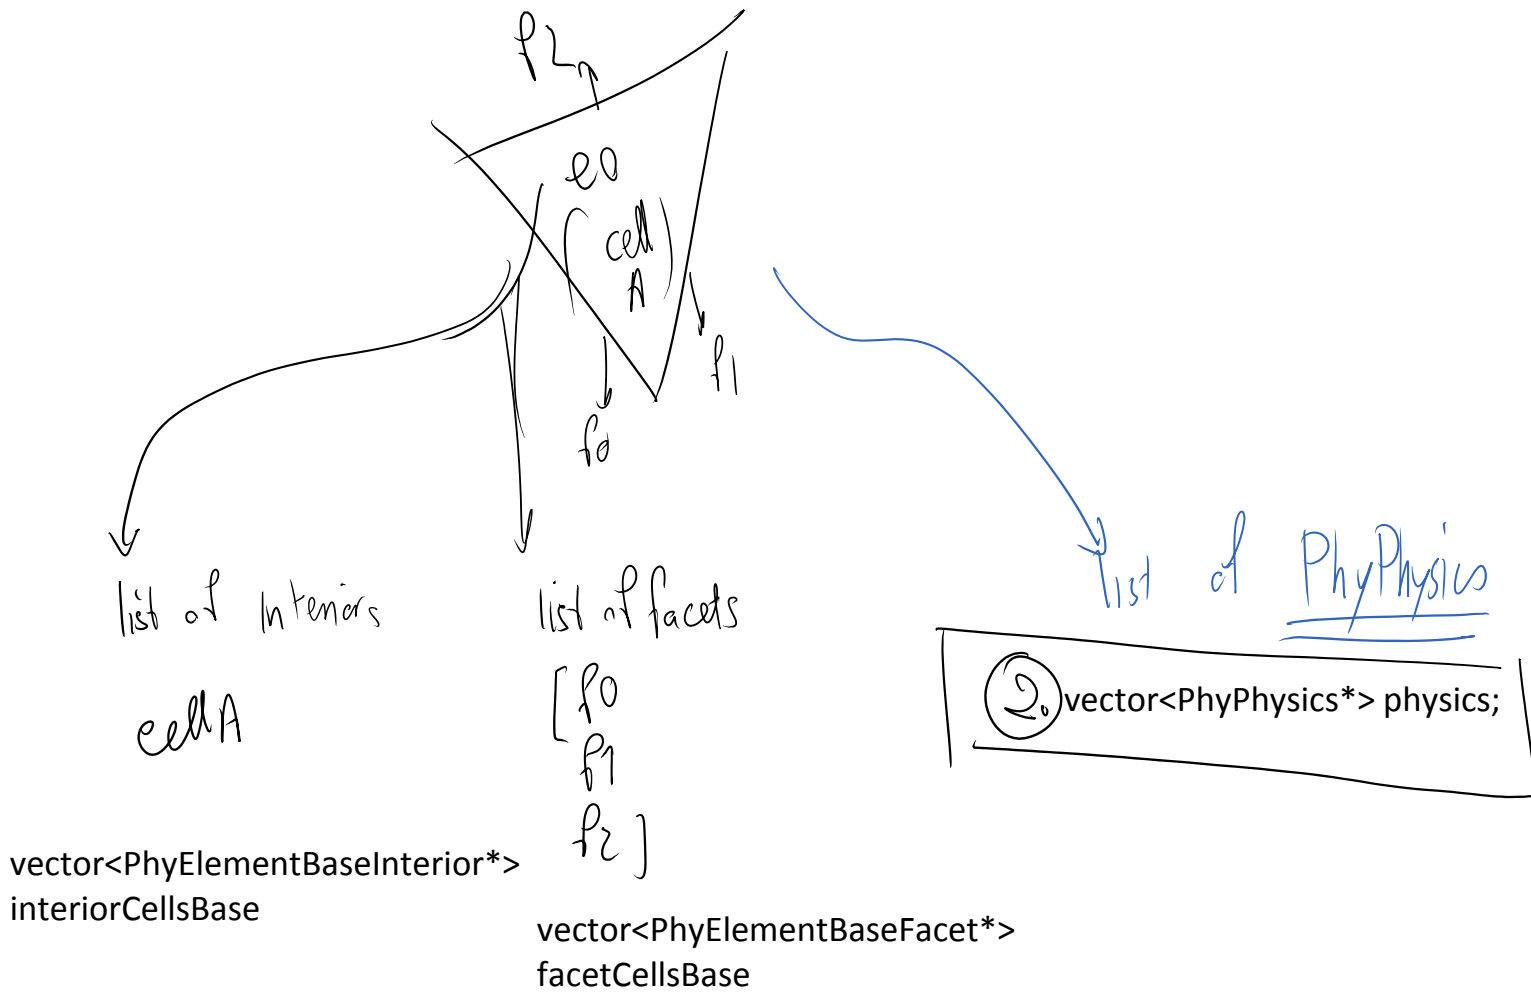 f2
e0
(cell
A)
f1
f0
list of Interiors
list of facets
list of PhyPhysics
cell A
[f0
f1
f2]
2. vector<PhyPhysics*> physics;
vector<PhyElementBaseInterior*>
interiorCellsBase
vector<PhyElementBaseFacet*>
facetCellsBase